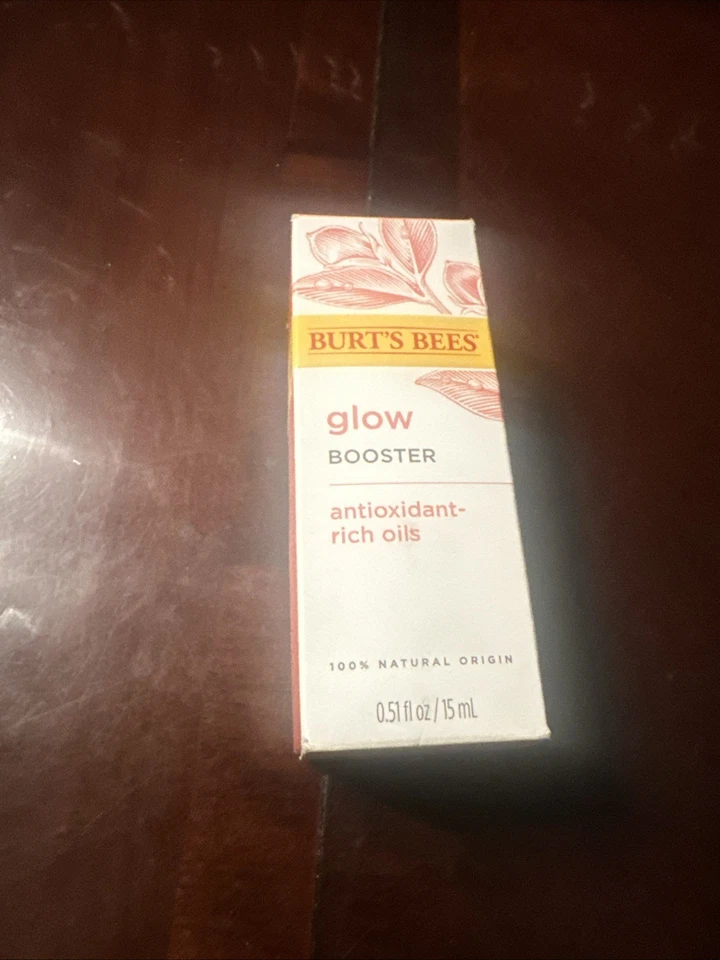 BURT'S BEES
glow
BOOSTER
antioxidant-
rich oils
100% NATURAL ORIGIN
0.51 fl oz / 15 mL